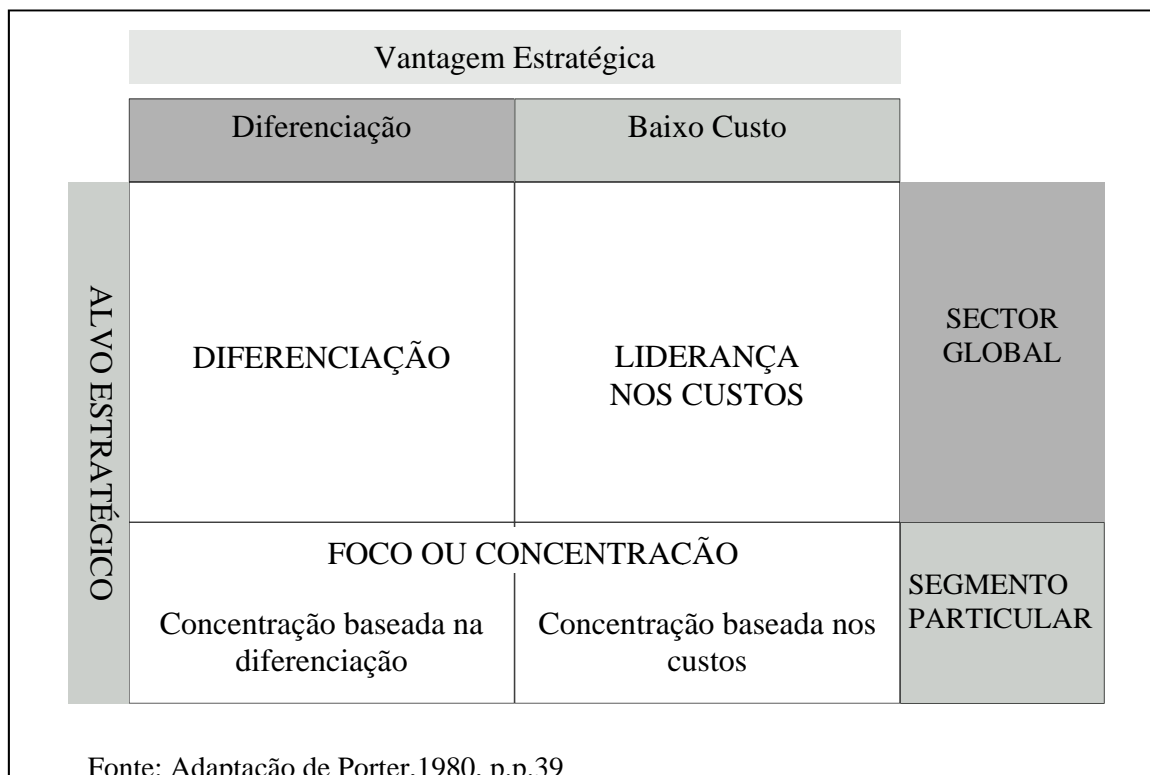 Vantagem Estratégica
Diferenciação
Baixo Custo
ALVO ESTRATÉGICO
DIFERENCIAÇÃO
LIDERANÇA
NOS CUSTOS
SECTOR
GLOBAL
FOCO OU CONCENTRACÃO
Concentração baseada na
diferenciação
Concentração baseada nos
custos
SEGMENTO
PARTICULAR
Fonte: Adaptação de Porter,1980, p.p.39